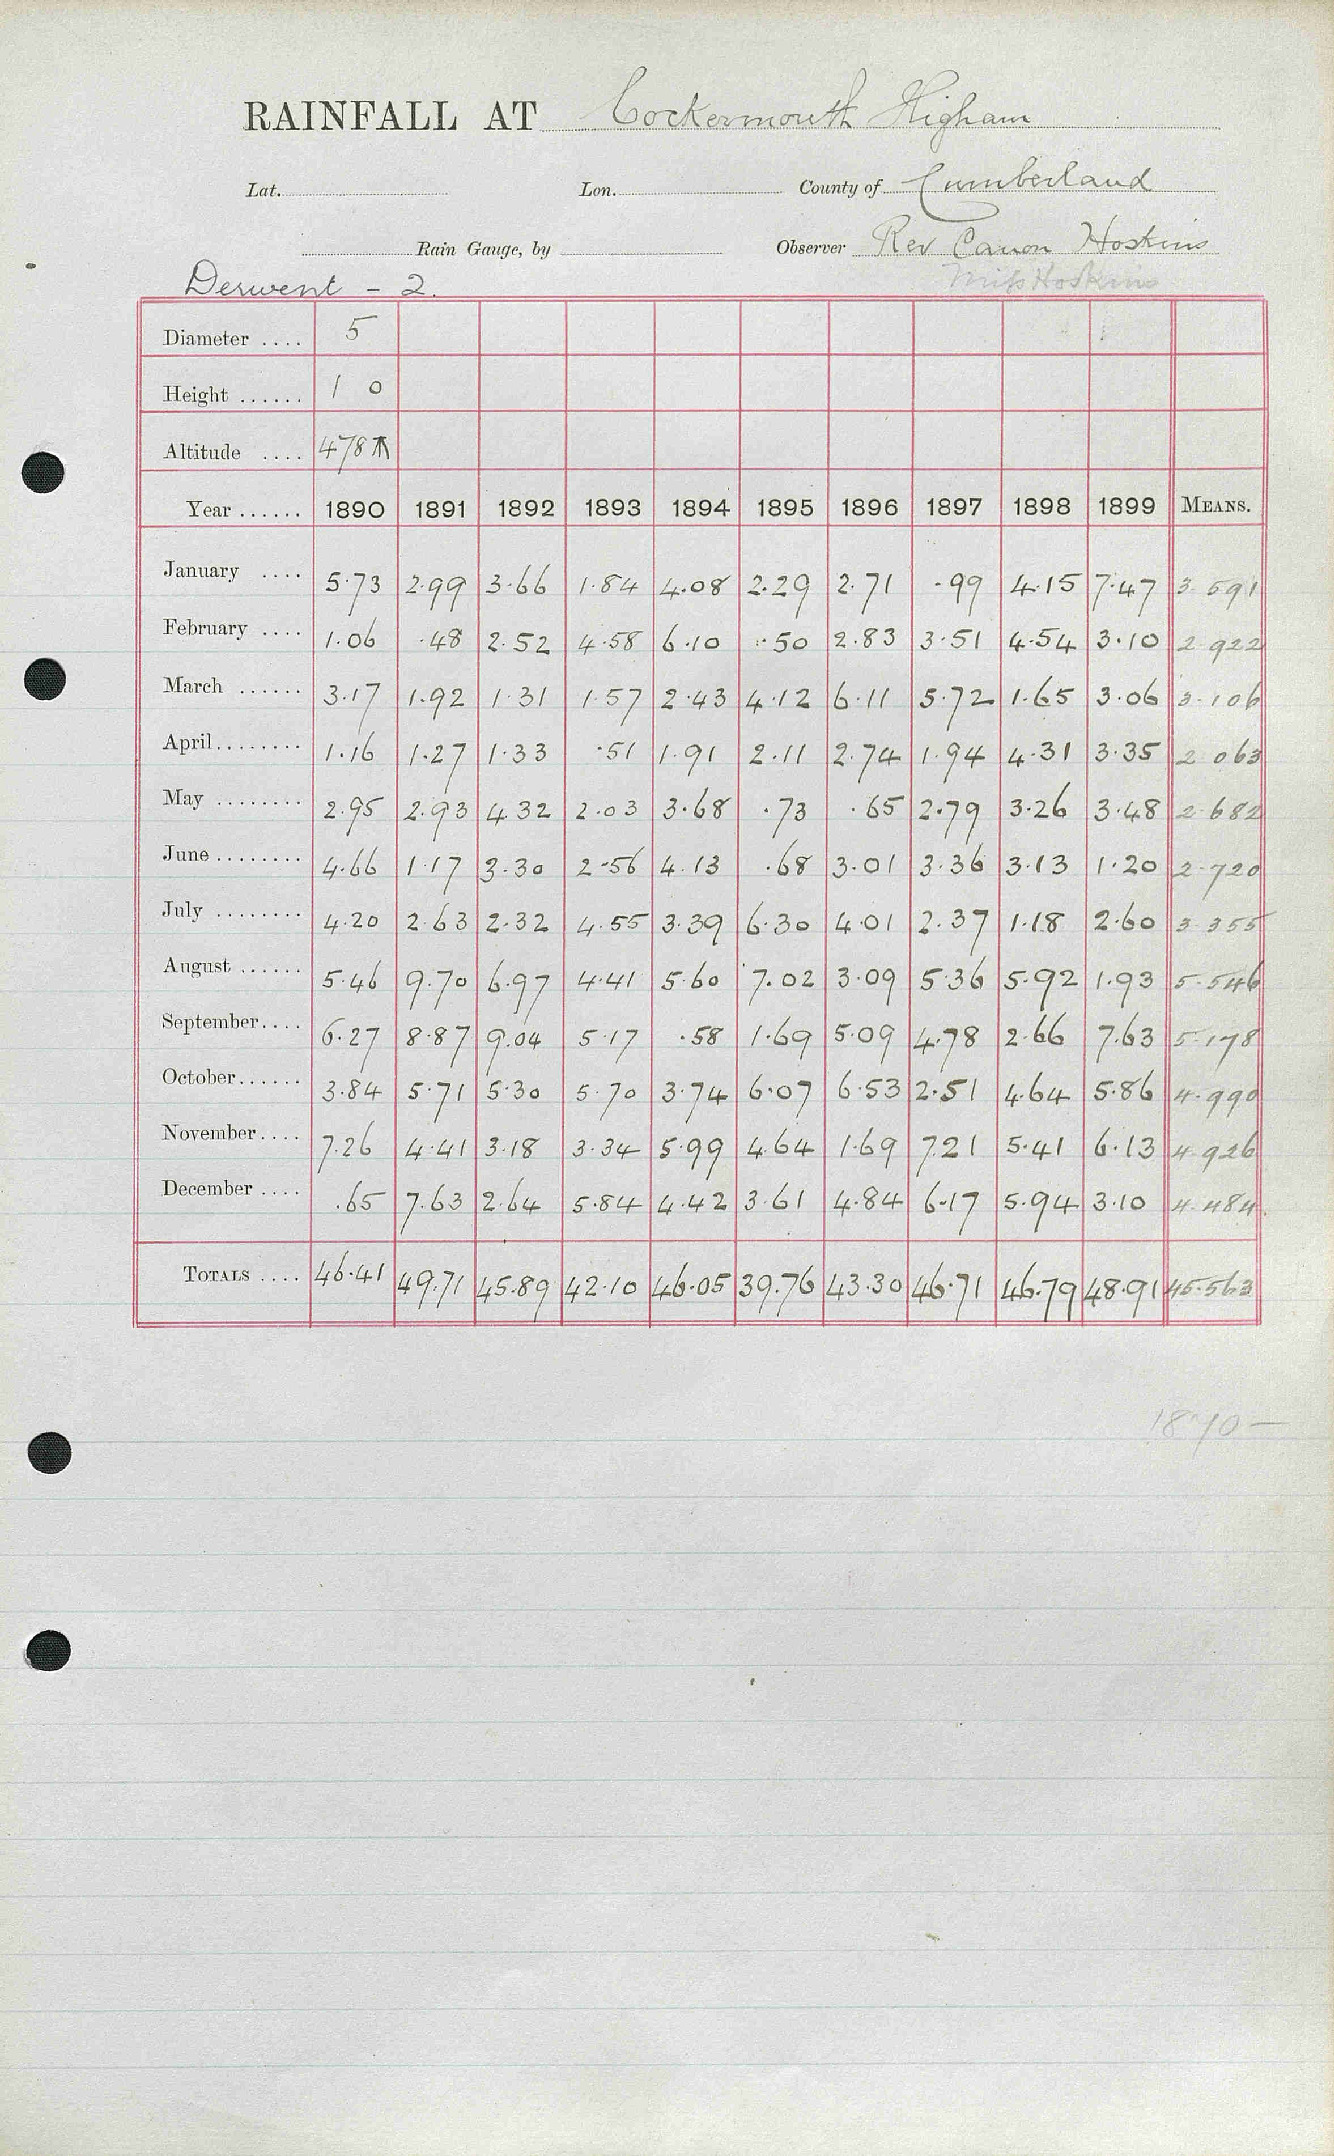 RAINFALL AT Cockermouth Higham
Lat. Lon. County of Cumberland
Rain Gauge, by Observer Rev Canon Hoskins
Derwent - 2. Miss Hoskins
Diameter .... 5
Height ...... 1 0
Altitude .... 478
Year ...... 1890 1891 1892 1893 1894 1895 1896 1897 1898 1899 MEANS.
January .... 5.73 2.99 3.66 1.84 4.08 2.29 2.71 .99 4.15 7.47 3.591
February .... 1.06 .48 2.52 4.58 6.10 .50 2.83 3.51 4.54 3.10 2.922
March ...... 3.17 1.92 1.31 1.57 2.43 4.12 6.11 5.72 1.65 3.06 3.106
April........ 1.16 1.27 1.33 .51 1.91 2.11 2.74 1.94 4.31 3.35 2.063
May ........ 2.95 2.93 4.32 2.03 3.68 .73 .65 2.79 3.26 3.48 2.682
June........ 4.66 1.17 3.30 2.56 4.13 .68 3.01 3.36 3.13 1.20 2.720
July ........ 4.20 2.63 2.32 4.55 3.39 6.30 4.01 2.37 1.18 2.60 3.355
August ...... 5.46 9.70 6.97 4.41 5.60 7.02 3.09 5.36 5.92 1.93 5.546
September.... 6.27 8.87 9.04 5.17 .58 1.69 5.09 4.78 2.66 7.63 5.178
October...... 3.84 5.71 5.30 5.70 3.74 6.07 6.53 2.51 4.64 5.86 4.990
November.... 7.26 4.41 3.18 3.34 5.99 4.64 1.69 7.21 5.41 6.13 4.926
December .... .65 7.63 2.64 5.84 4.42 3.61 4.84 6.17 5.94 3.10 4.484
TOTALS .... 46.41 49.71 45.89 42.10 46.05 39.76 43.30 46.71 46.79 48.91 45.563
1870 —